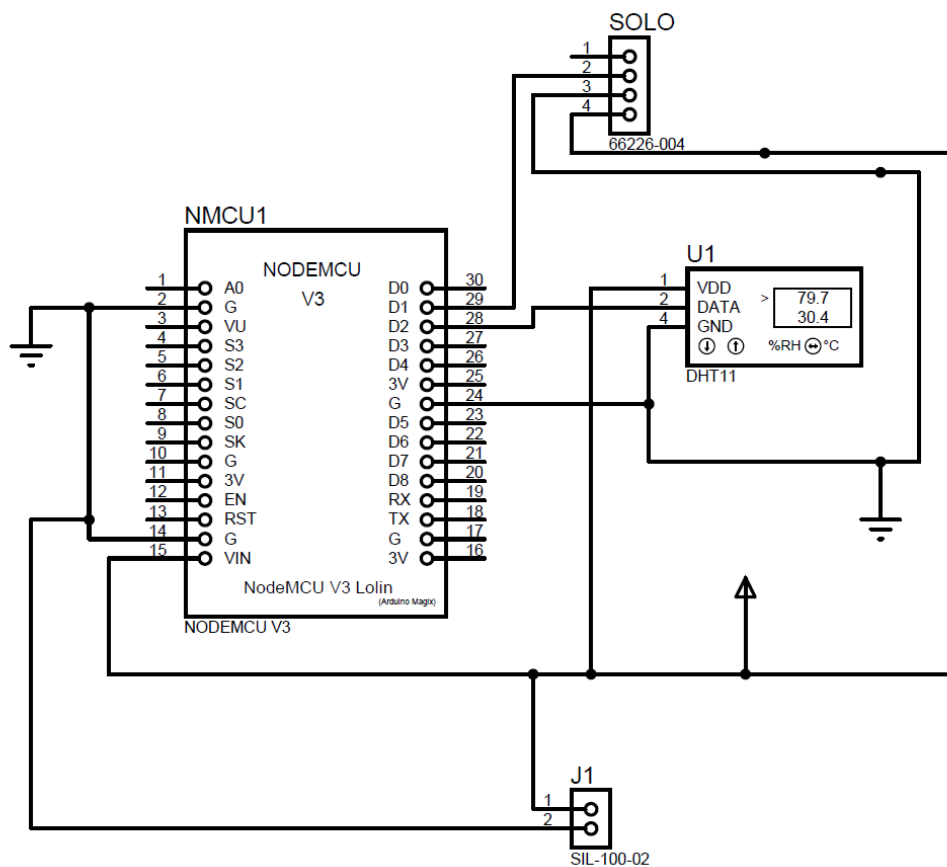 SOLO
1
2
3
4
66226-004
NMCU1
NODEMCU
V3
1 A0 D0 30
2 G D1 29
3 VU D2 28
4 S3 D3 27
5 S2 D4 26
6 S1 3V 25
7 SC G 24
8 S0 D5 23
9 SK D6 22
10 G D7 21
11 3V D8 20
12 EN RX 19
13 RST TX 18
14 G G 17
15 VIN 3V 16
NodeMCU V3 Lolin
(Arduino Magix)
NODEMCU V3
U1
1 VDD
2 DATA
4 GND
> 79.7
30.4
%RH °C
DHT11
J1
1
2
SIL-100-02